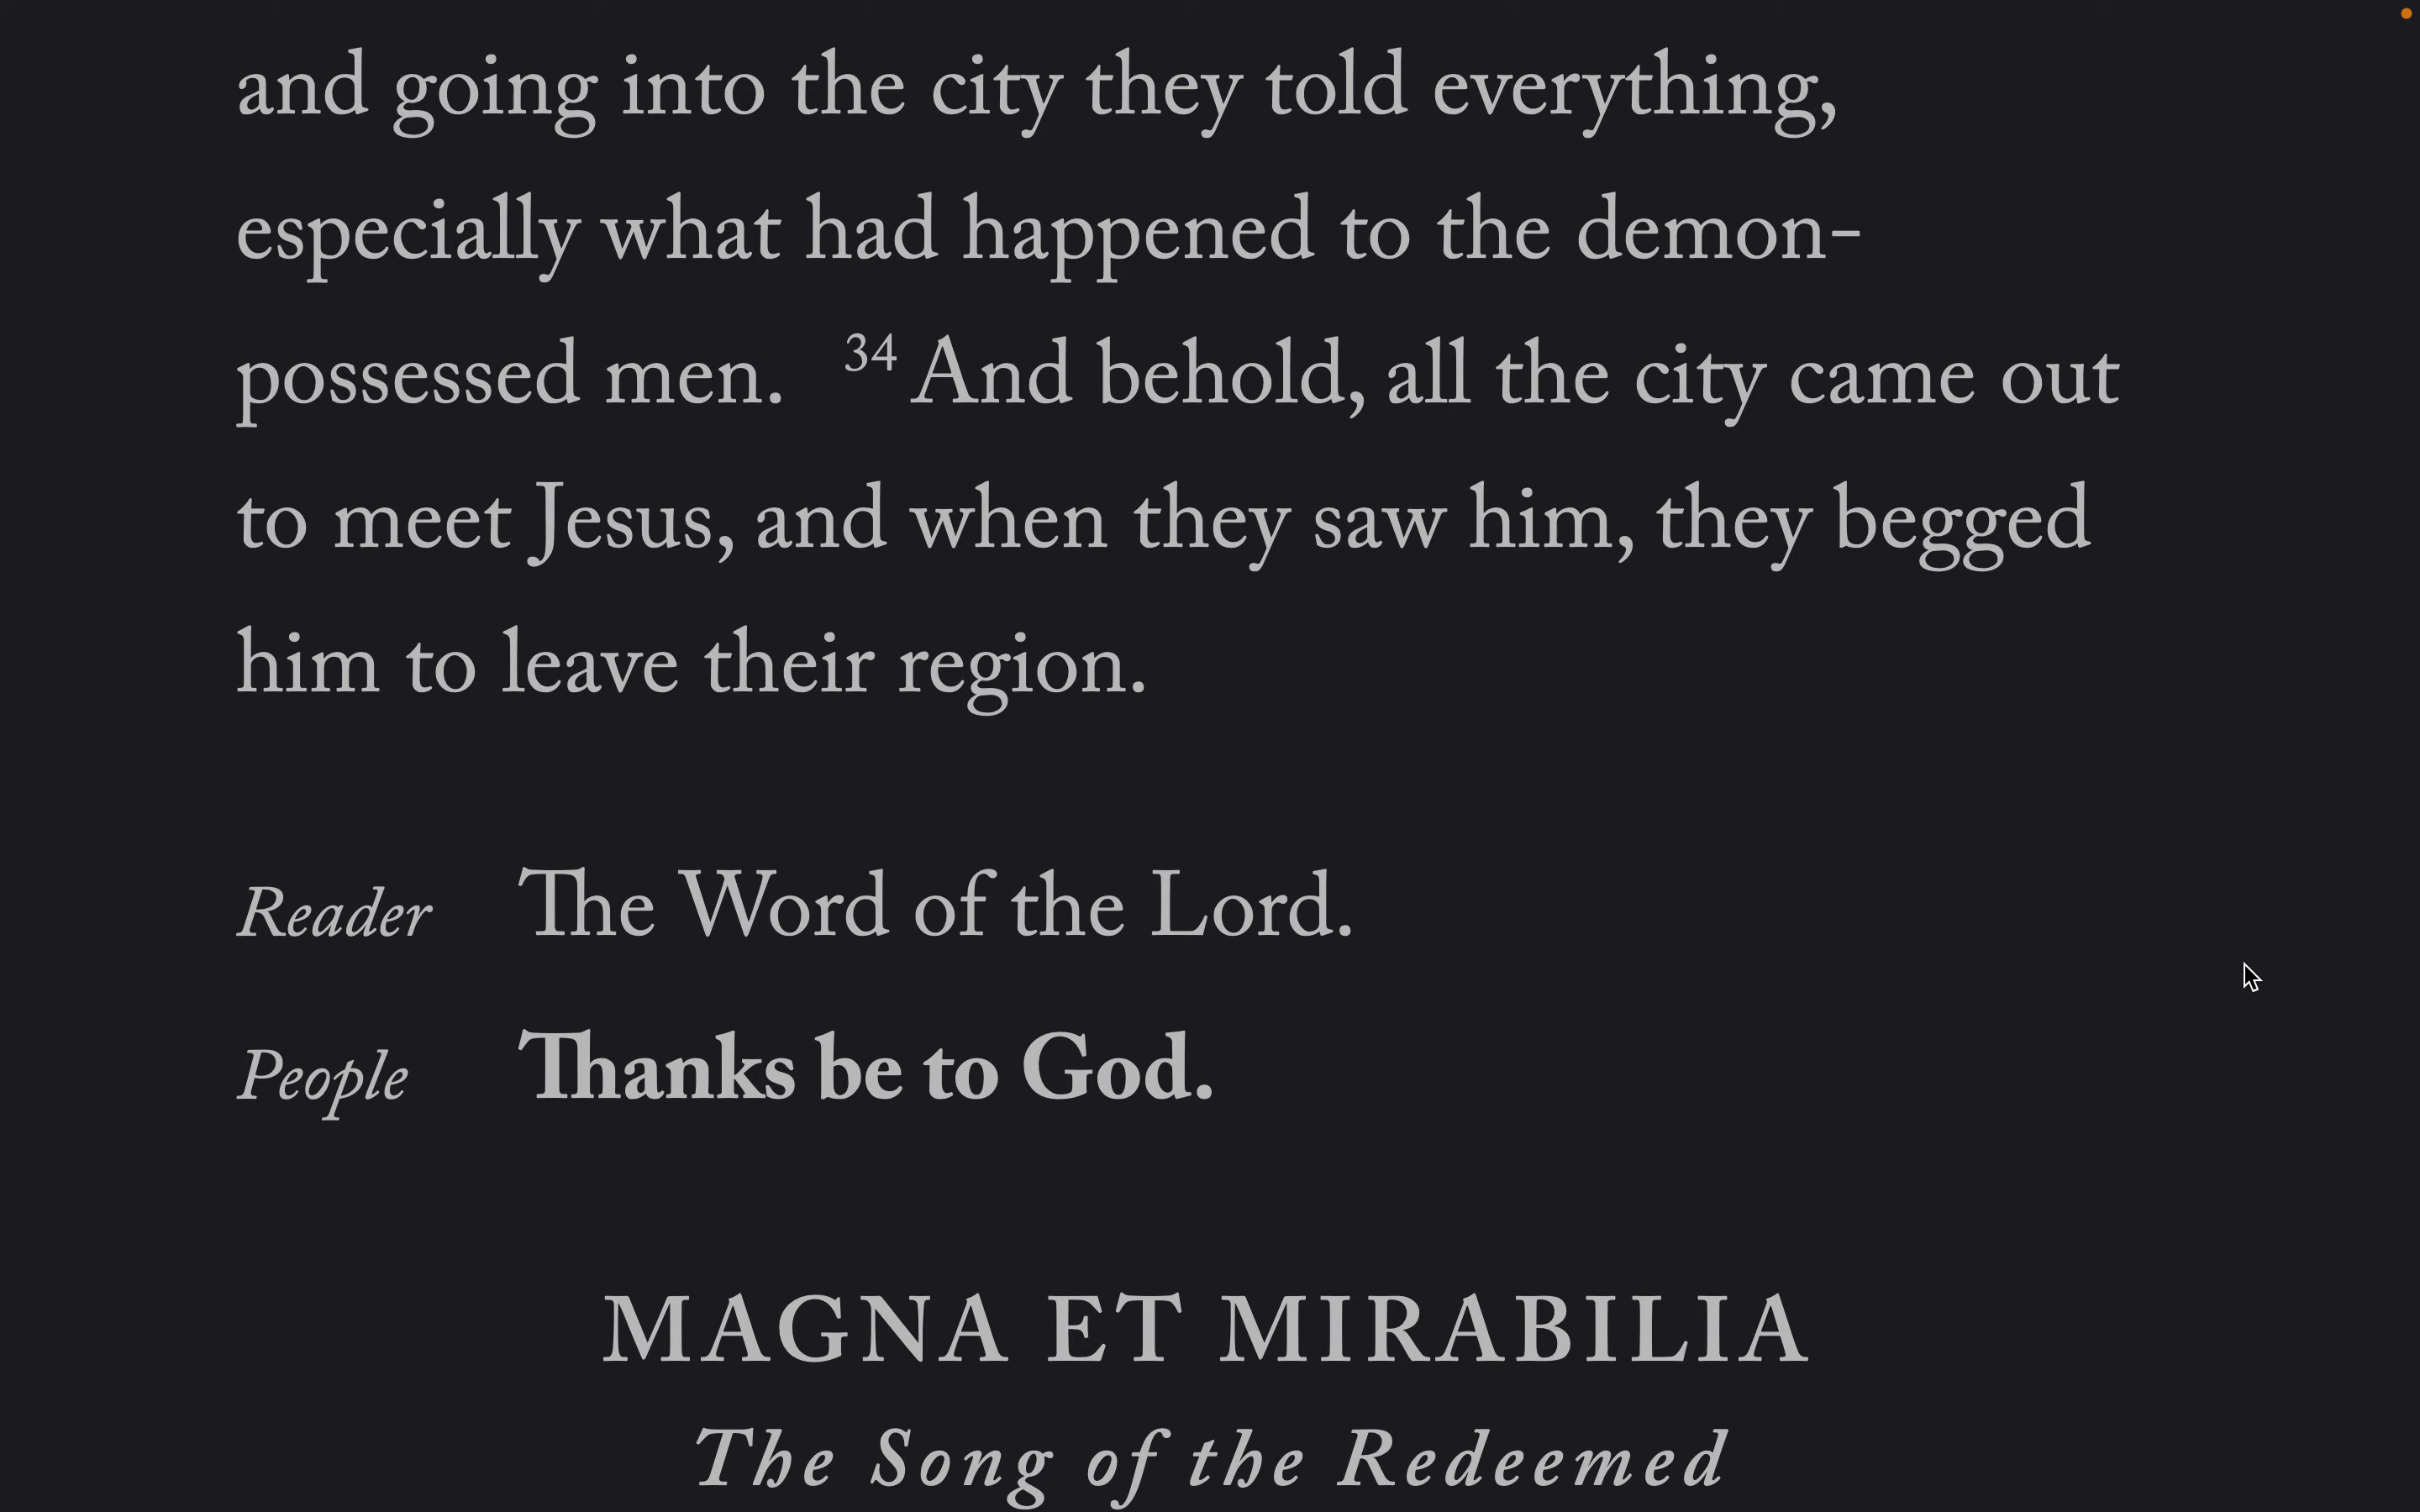 and going into the city they told everything,
especially what had happened to the demon-
possessed men. 34 And behold, all the city came out
to meet Jesus, and when they saw him, they begged
him to leave their region.
Reader The Word of the Lord.
People Thanks be to God.
MAGNA ET MIRABILIA
The Song of the Redeemed